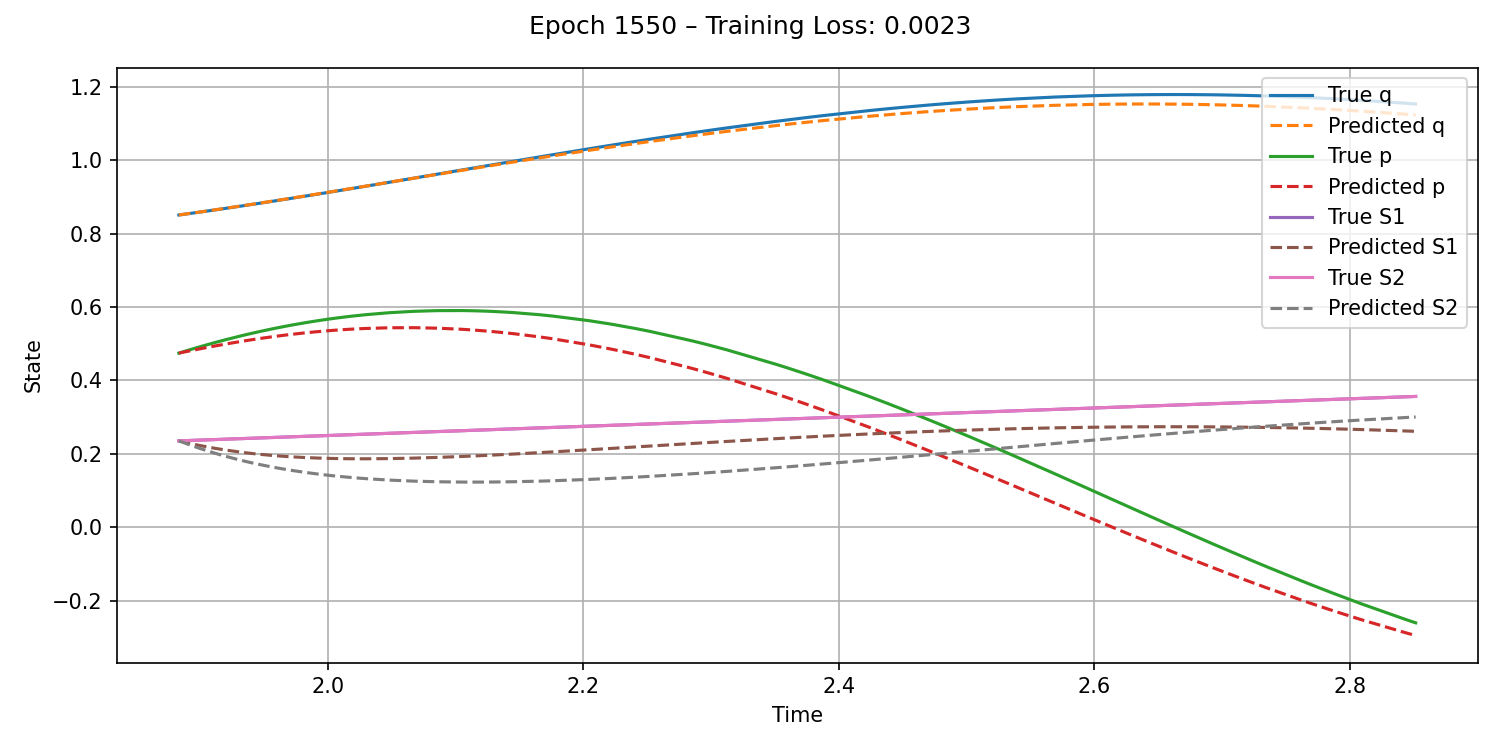 Epoch 1550 – Training Loss: 0.0023
1.2
1.0
0.8
0.6
0.4
0.2
0.0
−0.2
State
True q
Predicted q
True p
Predicted p
True S1
Predicted S1
True S2
Predicted S2
2.0 2.2 2.4 2.6 2.8
Time